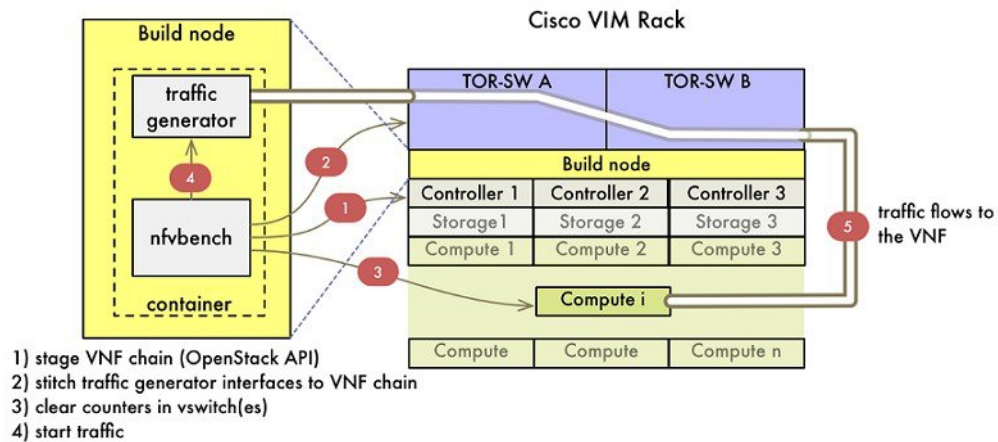 Build node
Cisco VIM Rack
traffic
generator
TOR-SW A
TOR-SW B
2
4
1
nfvbench
3
container
Build node
Controller 1
Controller 2
Controller 3
Storage1
Storage 2
Storage 3
Compute 1
Compute 2
Compute 3
Compute i
Compute
Compute
Compute n
5
traffic flows to
the VNF
1) stage VNF chain (OpenStack API)
2) stitch traffic generator interfaces to VNF chain
3) clear counters in vswitch(es)
4) start traffic